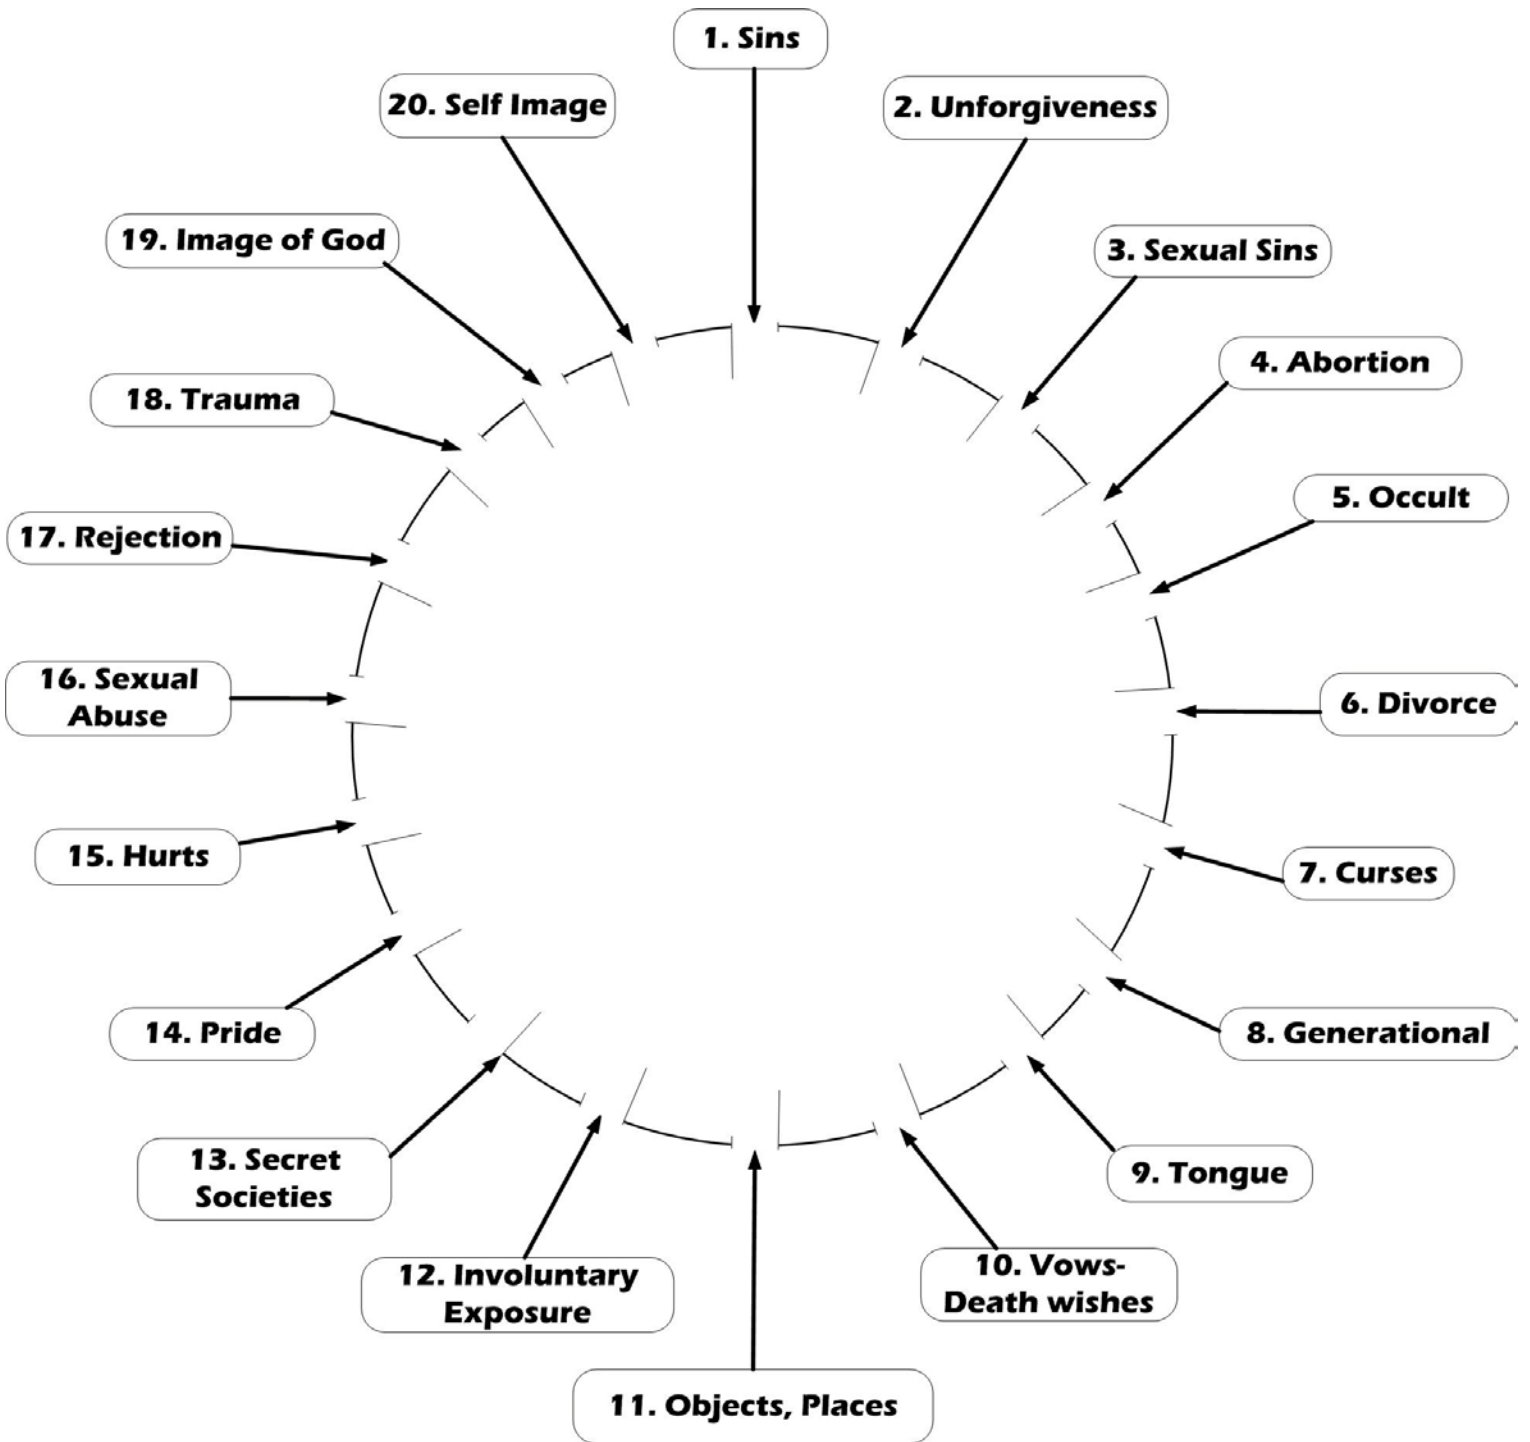 1. Sins
2. Unforgiveness
3. Sexual Sins
4. Abortion
5. Occult
6. Divorce
7. Curses
8. Generational
9. Tongue
10. Vows-
Death wishes
11. Objects, Places
12. Involuntary
Exposure
13. Secret
Societies
14. Pride
15. Hurts
16. Sexual
Abuse
17. Rejection
18. Trauma
19. Image of God
20. Self Image